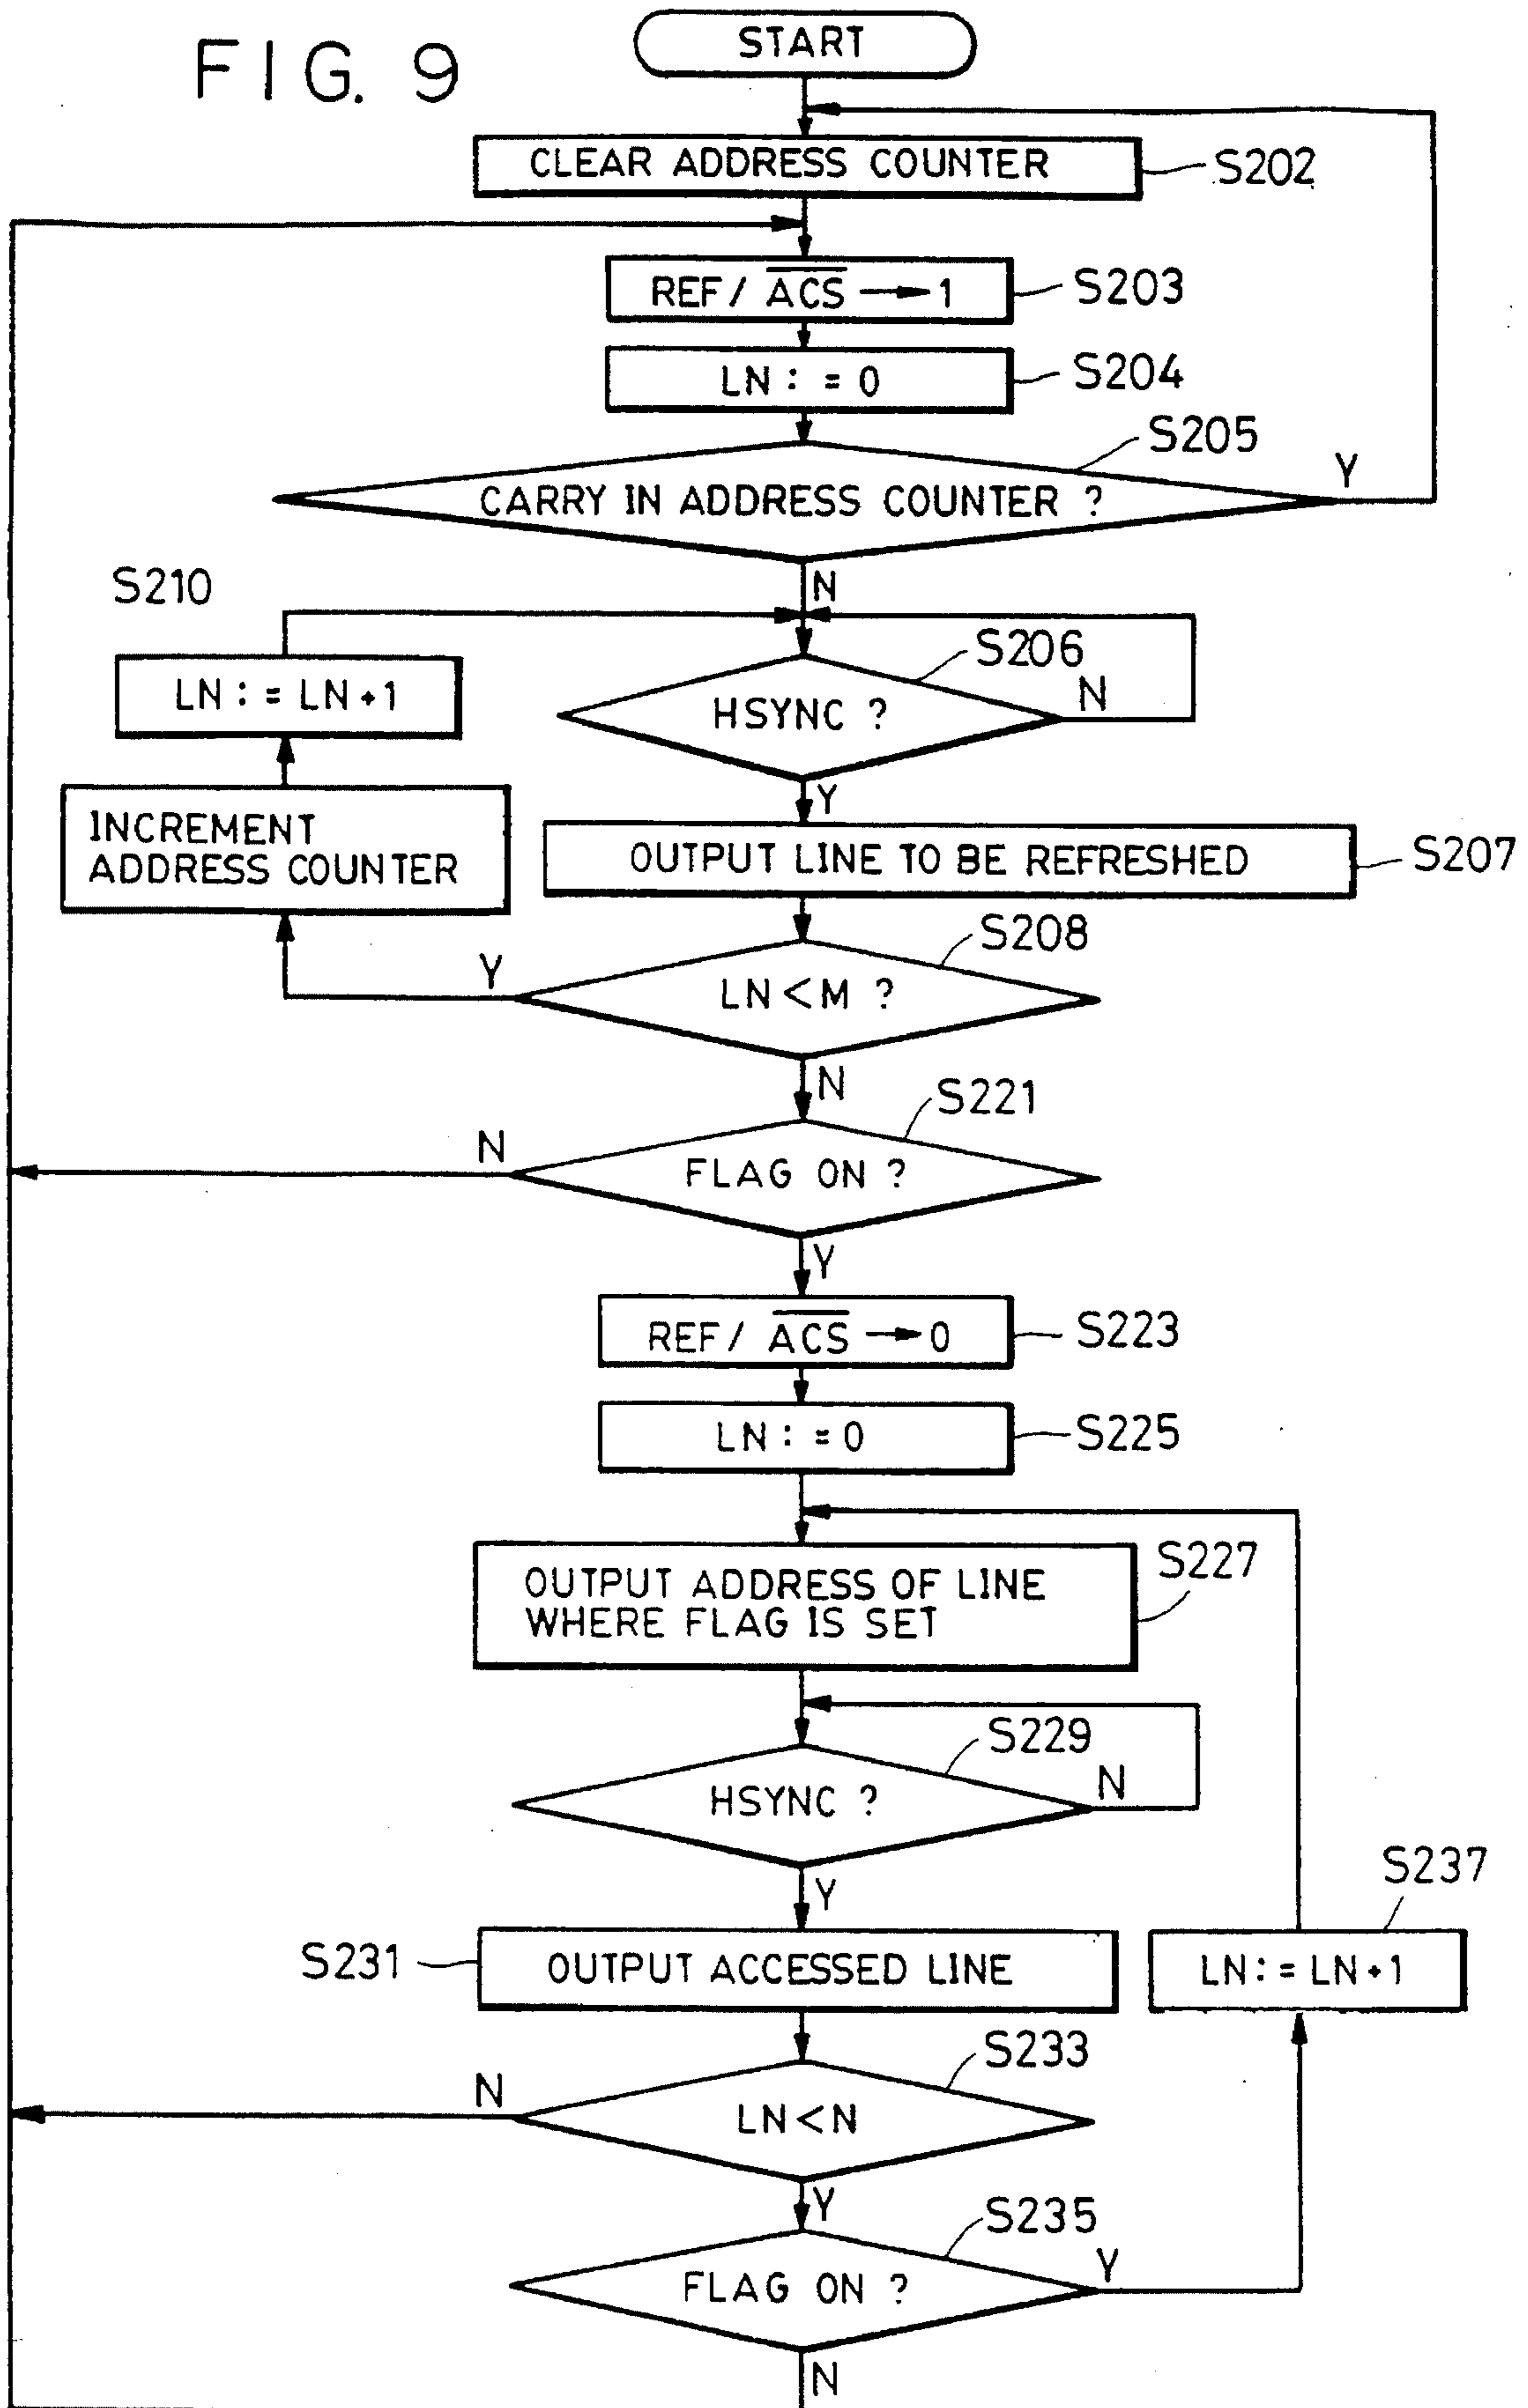 FIG. 9
START
CLEAR ADDRESS COUNTER
S202
REF/ ACS → 1
S203
LN : = 0
S204
S205
CARRY IN ADDRESS COUNTER ?
Y
N
S210
S206
LN : = LN + 1
HSYNC ?
N
Y
INCREMENT
ADDRESS COUNTER
OUTPUT LINE TO BE REFRESHED
S207
S208
Y
LN < M ?
N
S221
N
FLAG ON ?
Y
REF/ ACS → 0
S223
LN : = 0
S225
S227
OUTPUT ADDRESS OF LINE
WHERE FLAG IS SET
S229
HSYNC ?
N
Y
S237
S231
OUTPUT ACCESSED LINE
LN : = LN + 1
S233
N
LN < N
Y
S235
FLAG ON ?
Y
N